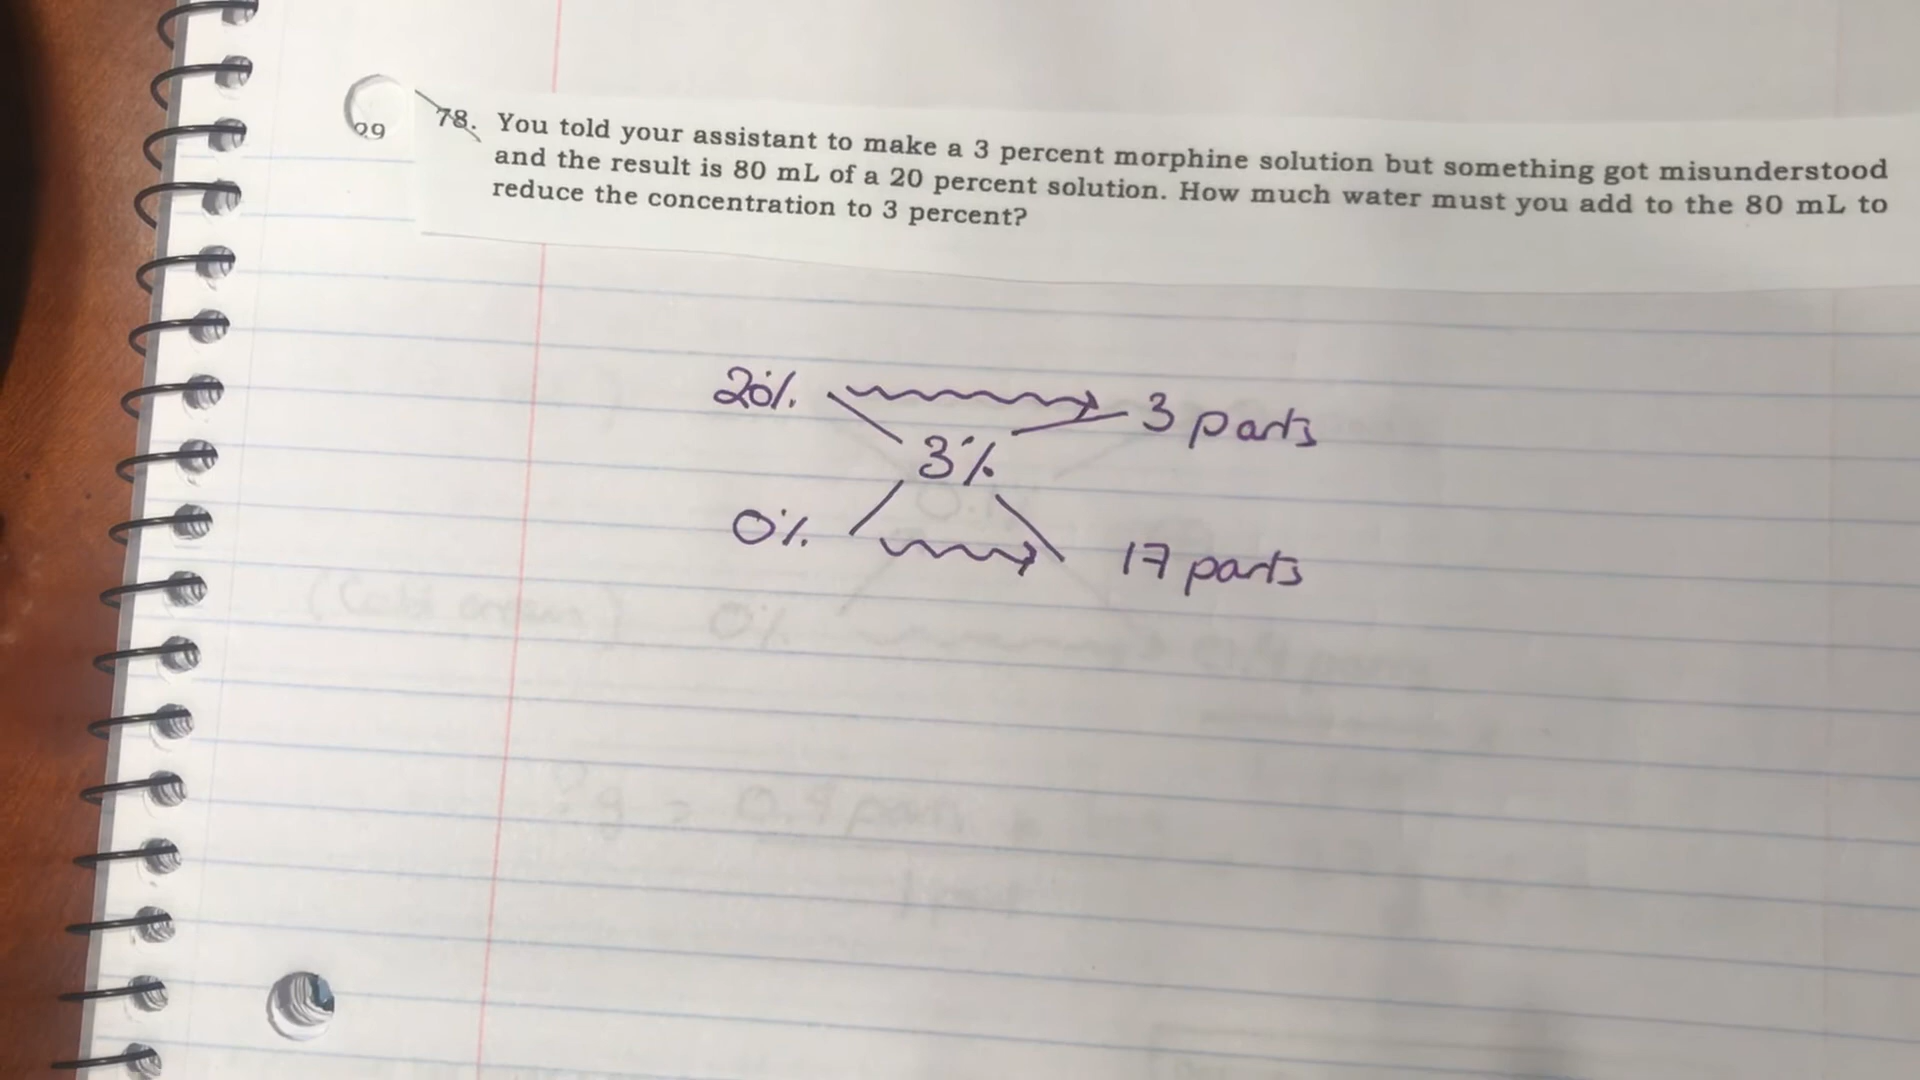 78. You told your assistant to make a 3 percent morphine solution but something got misunderstood
and the result is 80 mL of a 20 percent solution. How much water must you add to the 80 mL to
reduce the concentration to 3 percent?
20% 3 parts
3%
0% 17 parts